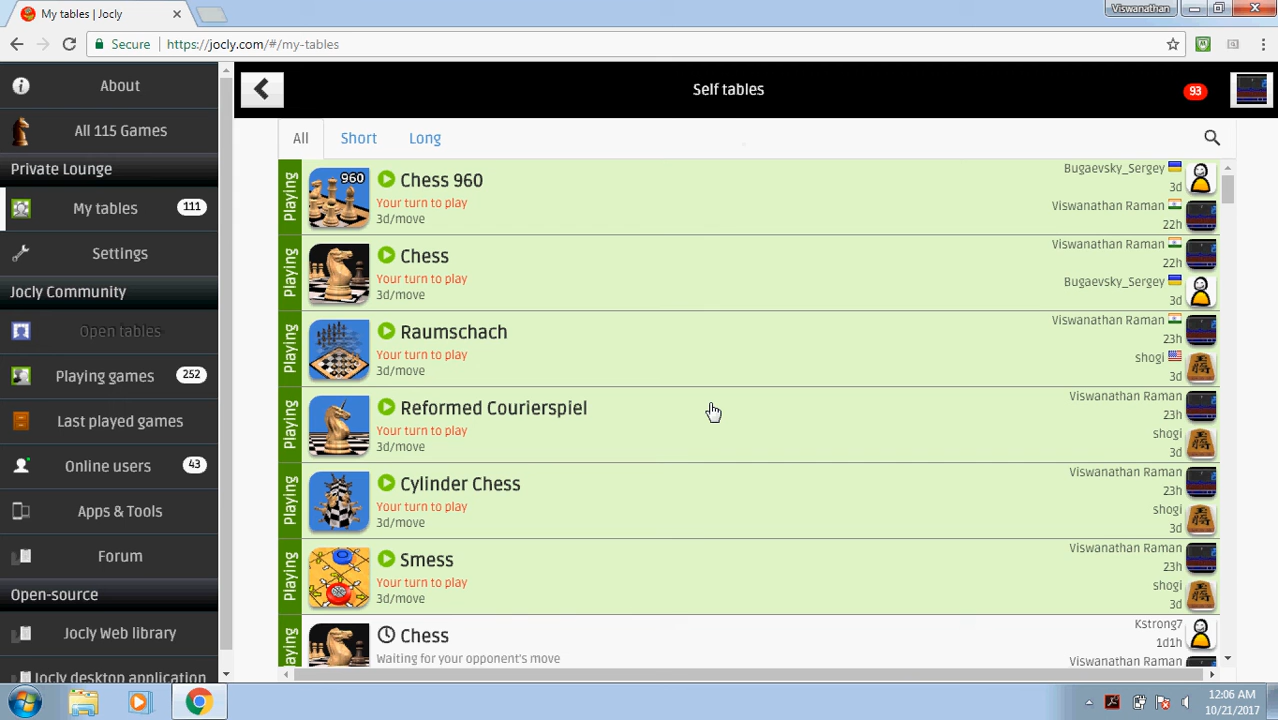 My tables | Jocly
Viswanathan
Secure
https://jocly.com/#/my-tables
About
All 115 Games
Private Lounge
My tables 111
Settings
Jocly Community
Open tables
Playing games 252
Last played games
Online users 43
Apps & Tools
Forum
Open-source
Jocly Web library
Jocly desktop application
Self tables
93
All Short Long
Playing
960
Chess 960
Your turn to play
3d/move
Bugaevsky_Sergey
3d
Viswanathan Raman
22h
Playing
Chess
Your turn to play
3d/move
Viswanathan Raman
22h
Bugaevsky_Sergey
3d
Playing
Raumschach
Your turn to play
3d/move
Viswanathan Raman
23h
shogi
3d
Playing
Reformed Courierspiel
Your turn to play
3d/move
Viswanathan Raman
23h
shogi
3d
Playing
Cylinder Chess
Your turn to play
3d/move
Viswanathan Raman
23h
shogi
3d
Playing
Smess
Your turn to play
3d/move
Viswanathan Raman
23h
shogi
3d
Playing
Chess
Waiting for your opponent's move
Kstrong7
1d1h
Viswanathan Raman
12:06 AM
10/21/2017